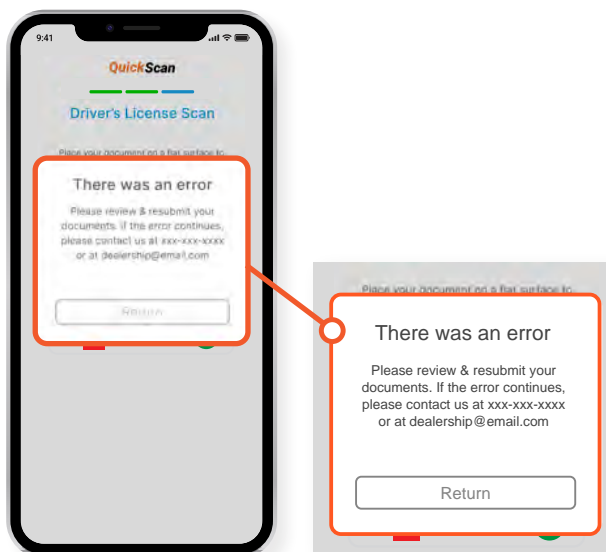 9:41
QuickScan
Driver's License Scan
Place your document on a flat surface to
There was an error
Please review & resubmit your
documents. If the error continues,
please contact us at xxx-xxx-xxxx
or at dealership@email.com
Return
Place your document on a flat surface to
There was an error
Please review & resubmit your
documents. If the error continues,
please contact us at xxx-xxx-xxxx
or at dealership@email.com
Return